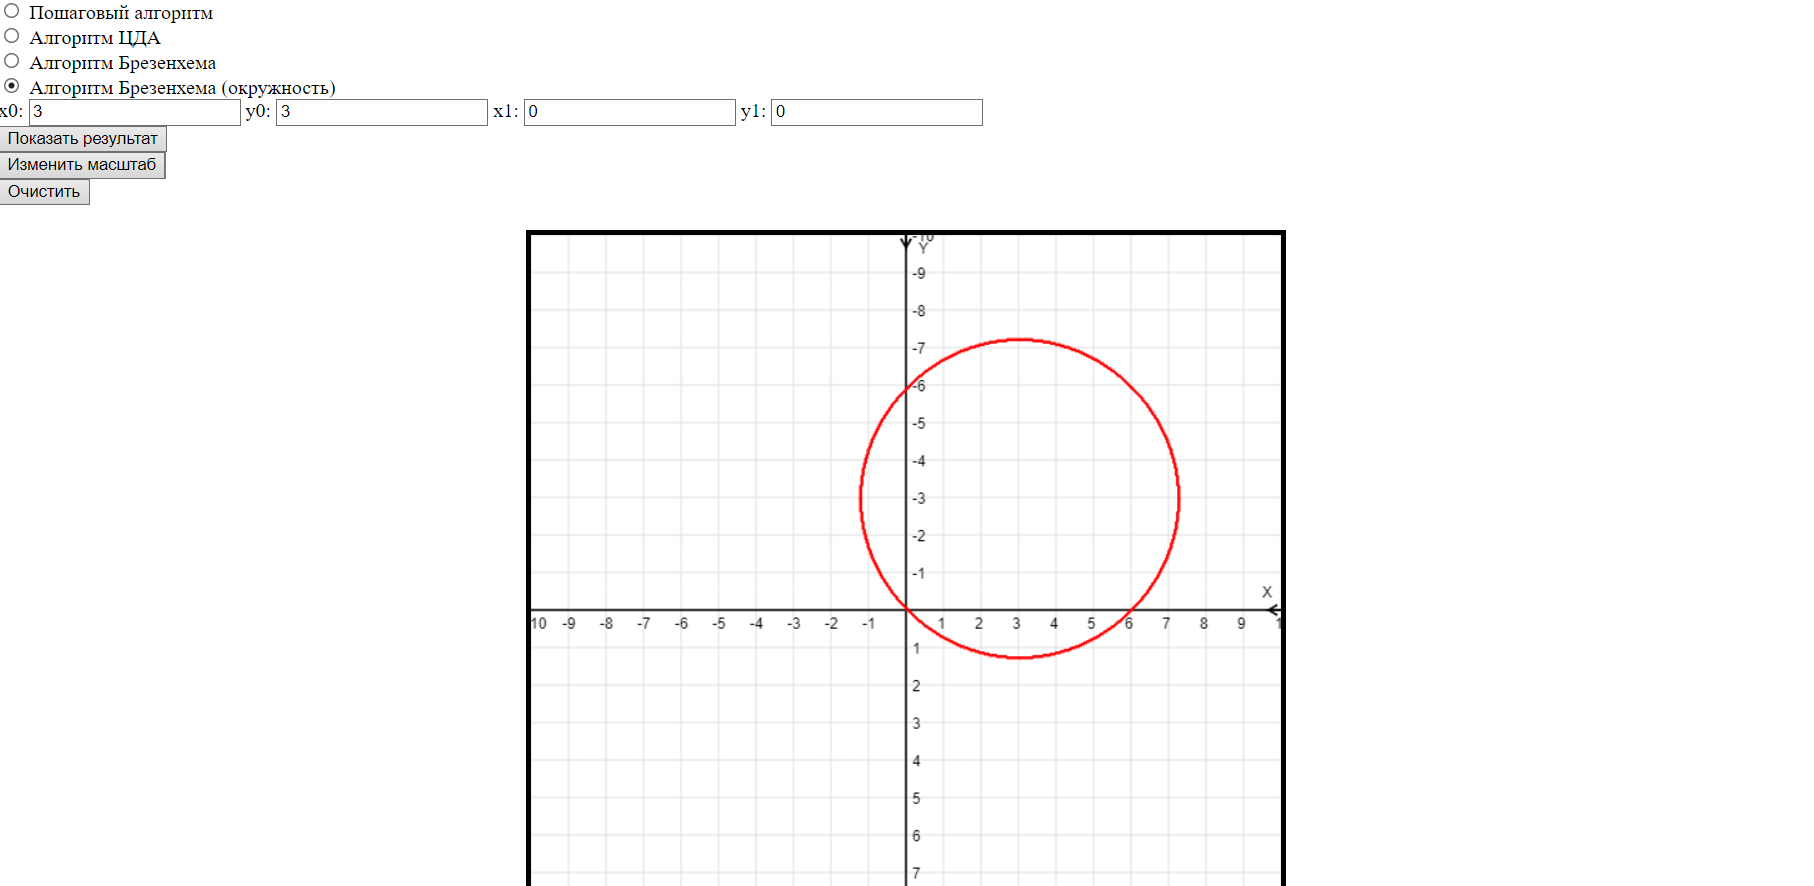 Пошаговый алгоритм
Алгоритм ЦДА
Алгоритм Брезенхема
Алгоритм Брезенхема (окружность)
x0: 3 y0: 3 x1: 0 y1: 0
Показать результат
Изменить масштаб
Очистить
-10
Y
-9
-8
-7
-6
-5
-4
-3
-2
-1
X
10 -9 -8 -7 -6 -5 -4 -3 -2 -1 1 2 3 4 5 6 7 8 9 1
1
2
3
4
5
6
7